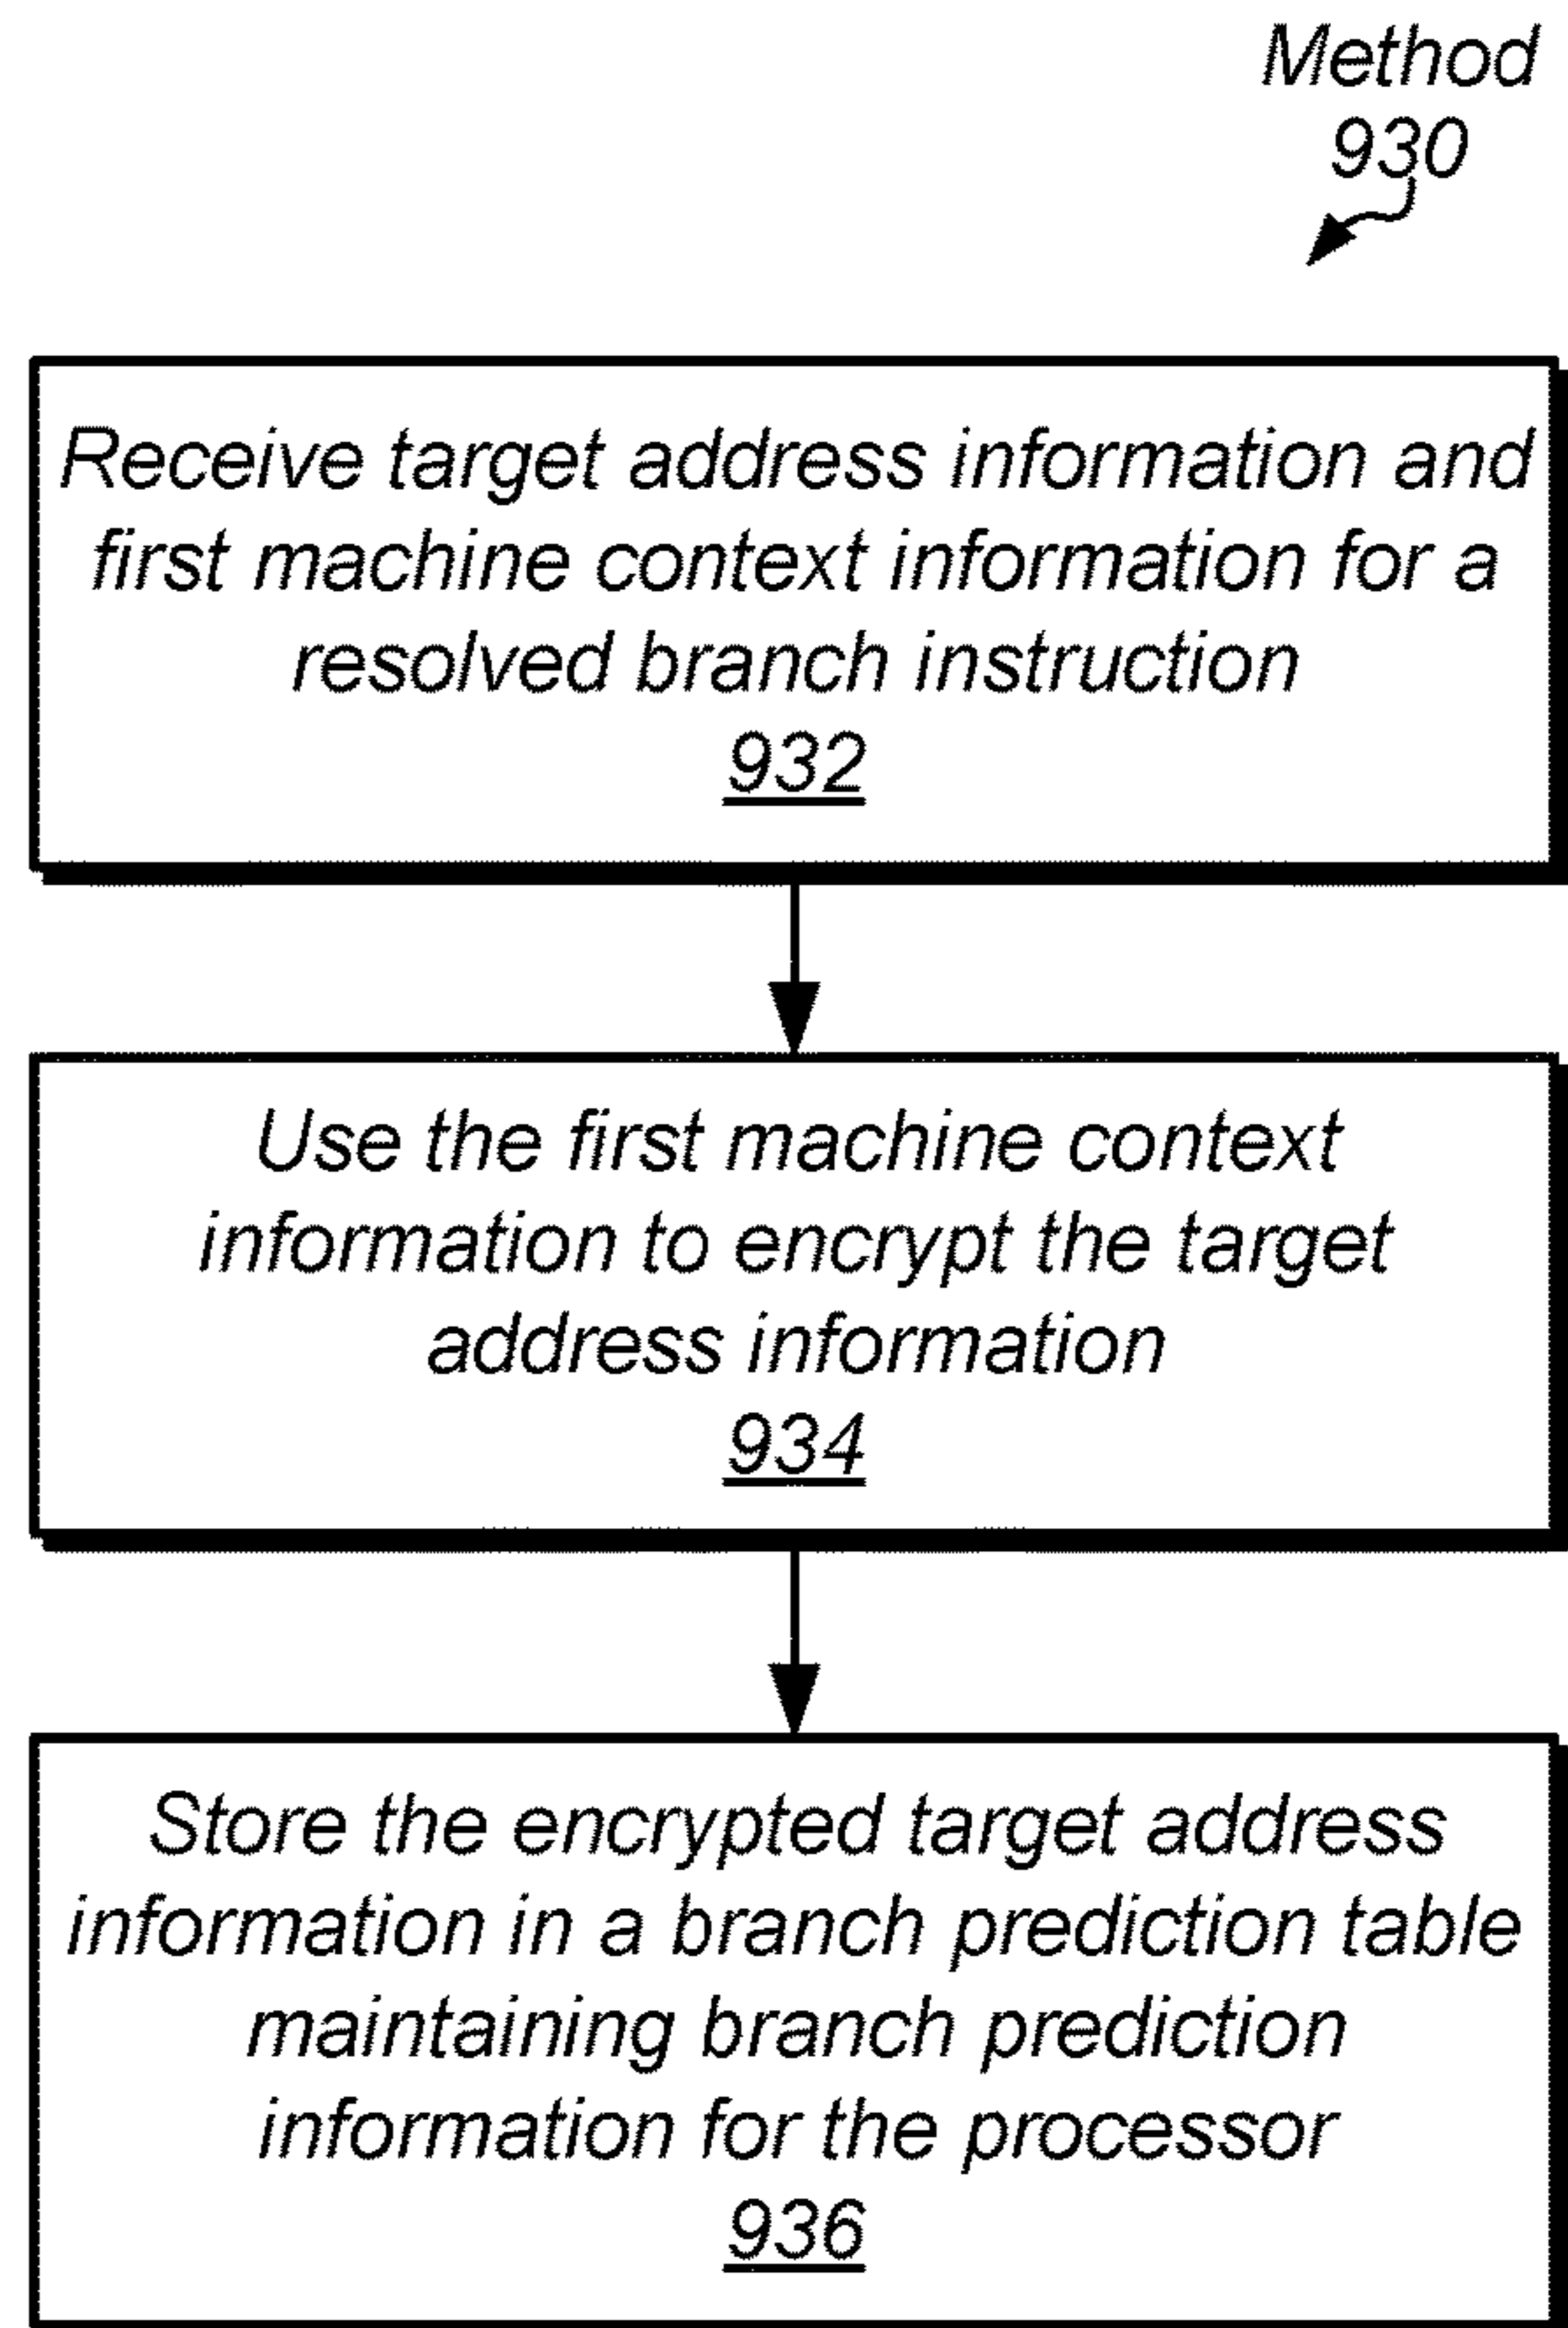 Method
930
Receive target address information and
first machine context information for a
resolved branch instruction
932
Use the first machine context
information to encrypt the target
address information
934
Store the encrypted target address
information in a branch prediction table
maintaining branch prediction
information for the processor
936